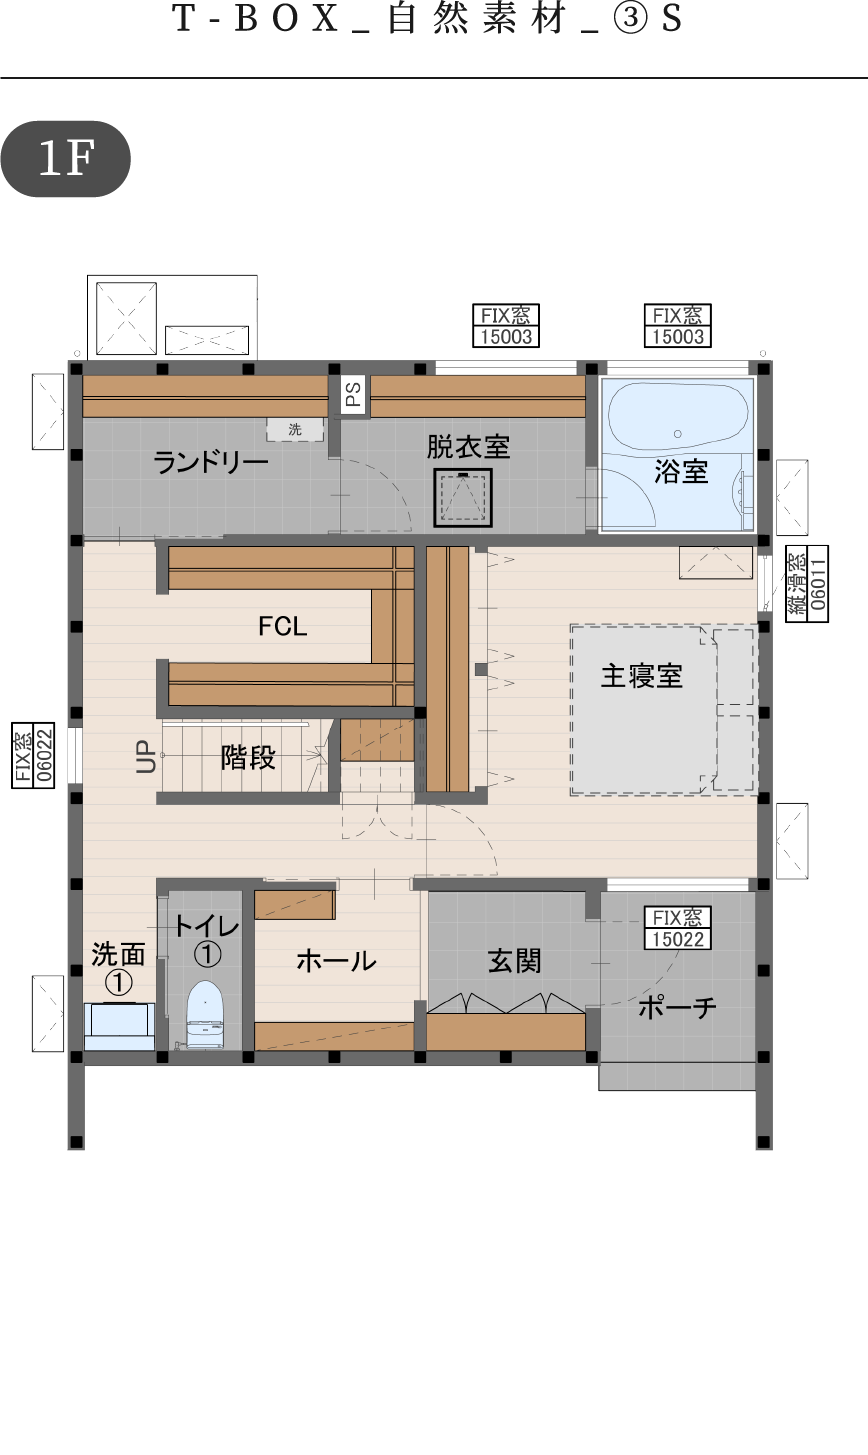 T-BOX_自然素材_③S
1F
FIX窓
15003
FIX窓
15003
PS
洗
ランドリー
脱衣室
浴室
縦滑窓
06011
FCL
主寝室
FIX窓
06022
UP
階段
トイレ
①
洗面
①
ホール
玄関
FIX窓
15022
ポーチ